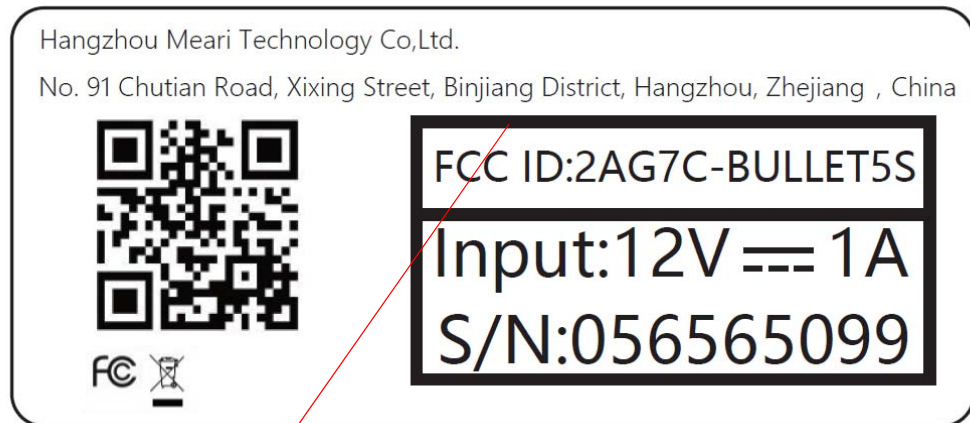 Hangzhou Meari Technology Co,Ltd.
No. 91 Chutian Road, Xixing Street, Binjiang District, Hangzhou, Zhejiang , China
FCC ID:2AG7C-BULLET5S
Input:12V ⎓ 1A
S/N:056565099
FC